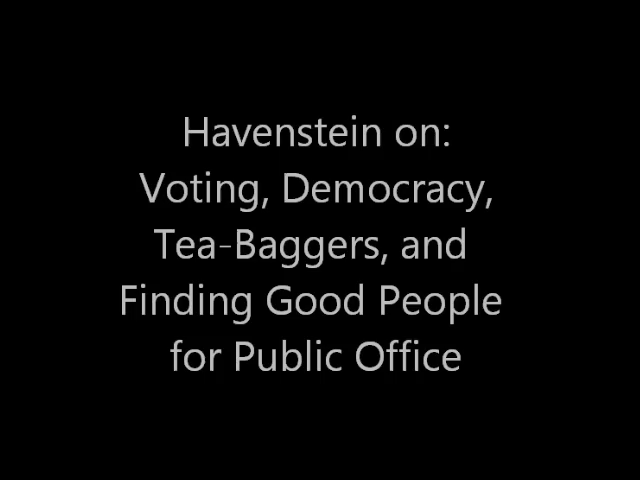 Havenstein on:
Voting, Democracy,
Tea-Baggers, and
Finding Good People
for Public Office